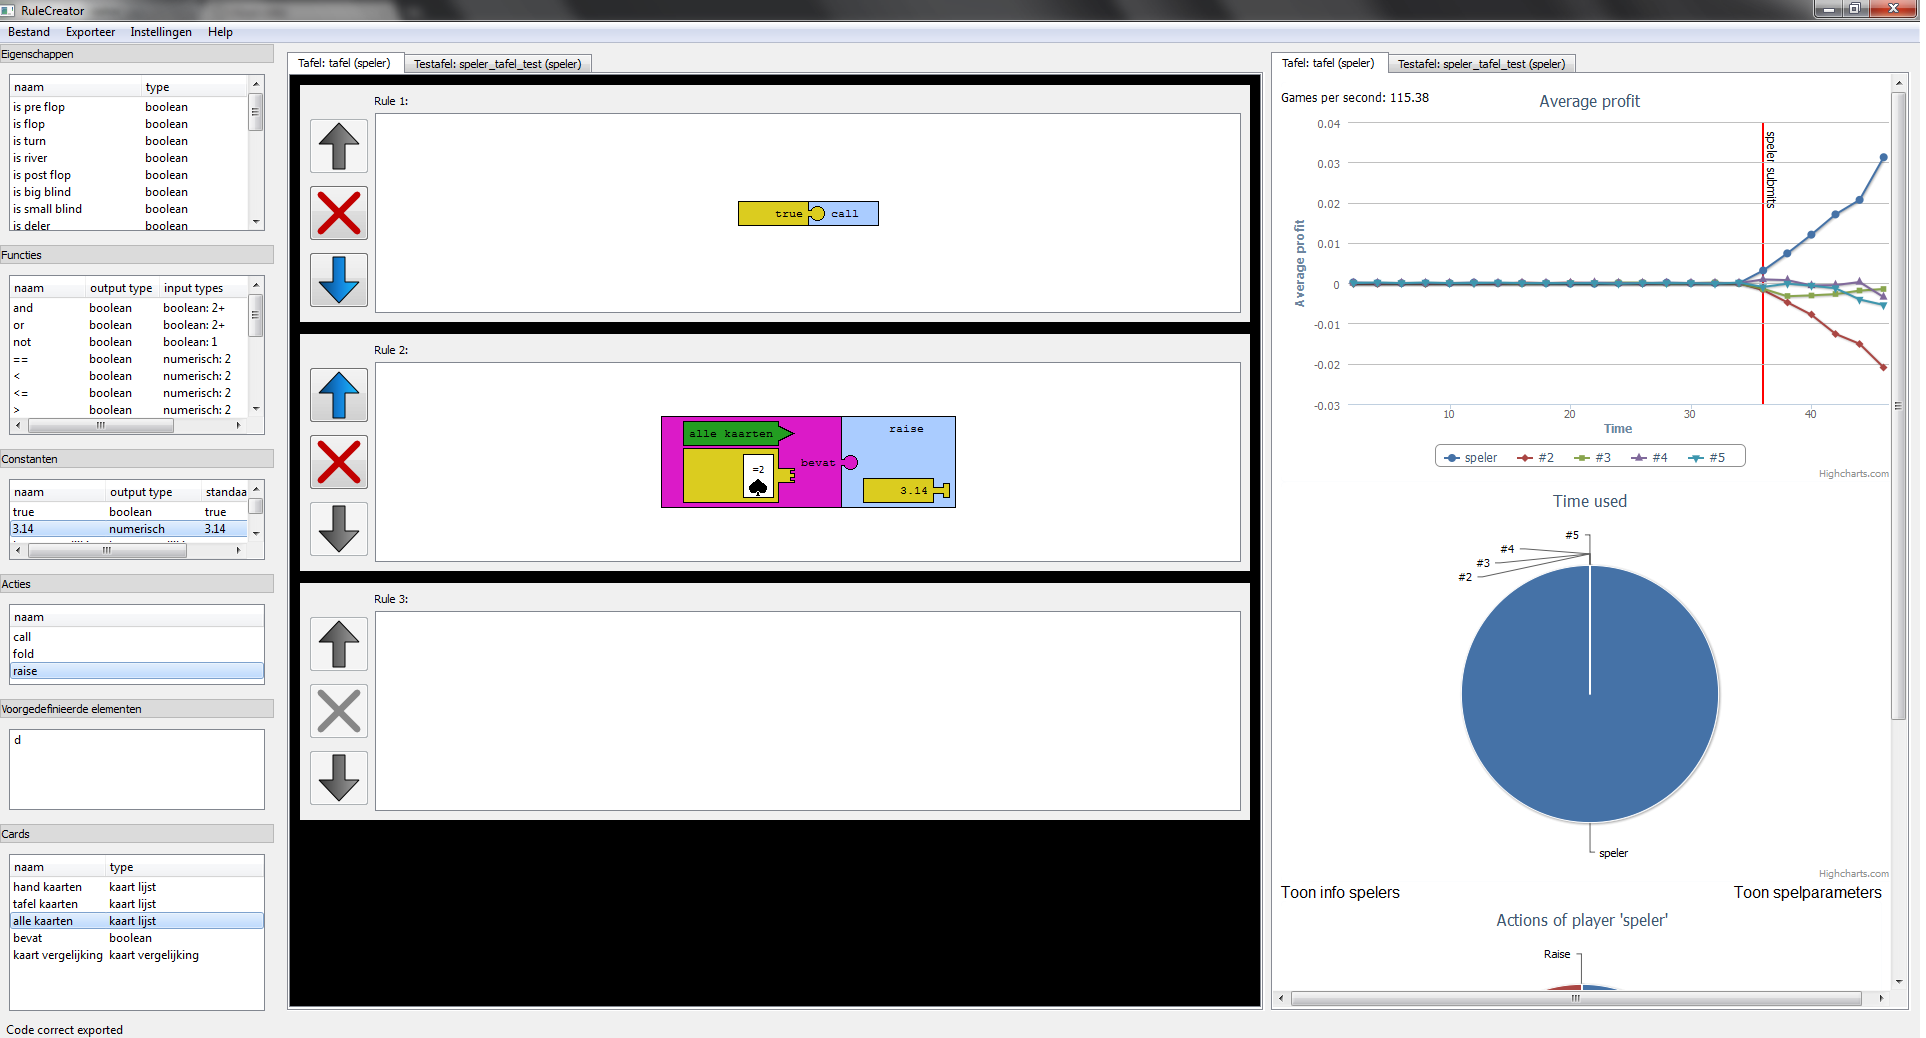 RuleCreator
Bestand Exporteer Instellingen Help
Eigenschappen
naam type
is pre flop boolean
is flop boolean
is turn boolean
is river boolean
is post flop boolean
is big blind boolean
is small blind boolean
is deler boolean
Functies
naam output type input types
and boolean boolean: 2+
or boolean boolean: 2+
not boolean boolean: 1
== boolean numerisch: 2
< boolean numerisch: 2
<= boolean numerisch: 2
> boolean numerisch: 2
Constanten
naam output type standaa
true boolean true
3.14 numerisch 3.14
Acties
naam
call
fold
raise
Voorgedefinieerde elementen
d
Cards
naam type
hand kaarten kaart lijst
tafel kaarten kaart lijst
alle kaarten kaart lijst
bevat boolean
kaart vergelijking kaart vergelijking
Code correct exported
Tafel: tafel (speler) Testafel: speler_tafel_test (speler)
Rule 1:
true call
Rule 2:
alle kaarten
=2
bevat
raise
3.14
Rule 3:
Tafel: tafel (speler) Testafel: speler_tafel_test (speler)
Games per second: 115.38
Average profit
Average profit
0.04
0.03
0.02
0.01
0
-0.01
-0.02
-0.03
speler submits
10 20 30 40
Time
speler #2 #3 #4 #5
Highcharts.com
Time used
#5
#4
#3
#2
speler
Highcharts.com
Toon info spelers Toon spelparameters
Actions of player 'speler'
Raise